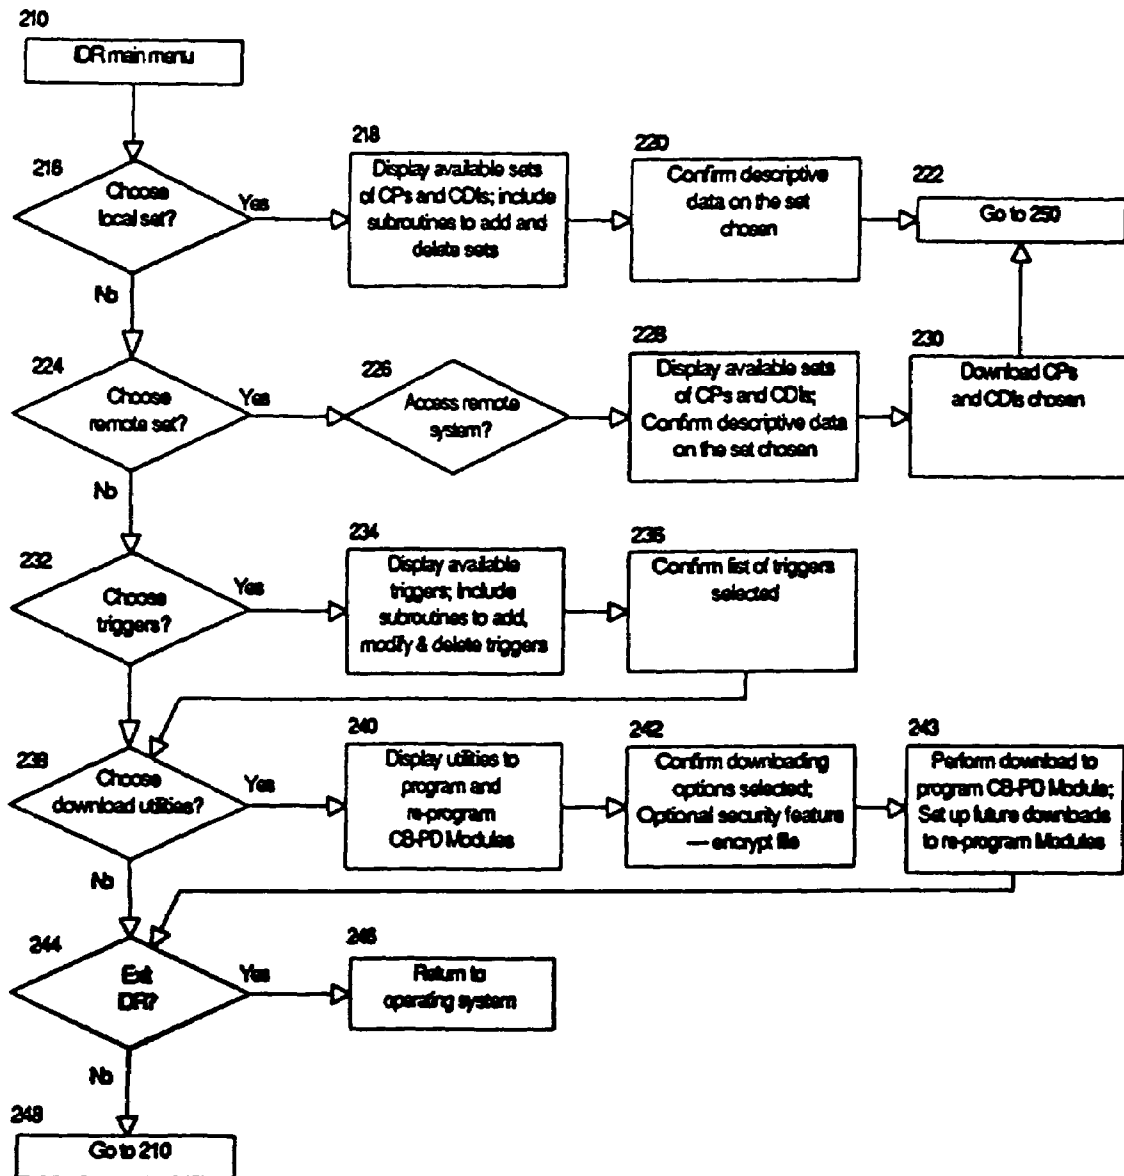 210
IDR main menu
216
Choose
local set?
Yes
No
218
Display available sets
of CPs and CDIs; include
subroutines to add and
delete sets
220
Confirm descriptive
data on the set
chosen
222
Go to 250
224
Choose
remote set?
Yes
No
226
Access remote
system?
228
Display available sets
of CPs and CDIs;
Confirm descriptive data
on the set chosen
230
Download CPs
and CDIs chosen
232
Choose
triggers?
Yes
234
Display available
triggers; Include
subroutines to add,
modify & delete triggers
236
Confirm list of triggers
selected
238
Choose
download utilities?
Yes
No
240
Display utilities to
program and
re-program
CB-PD Modules
242
Confirm downloading
options selected;
Optional security feature
— encrypt file
243
Perform download to
program CB-PD Module;
Set up future downloads
to re-program Modules
244
Exit
IDR?
Yes
No
246
Return to
operating system
248
Go to 210